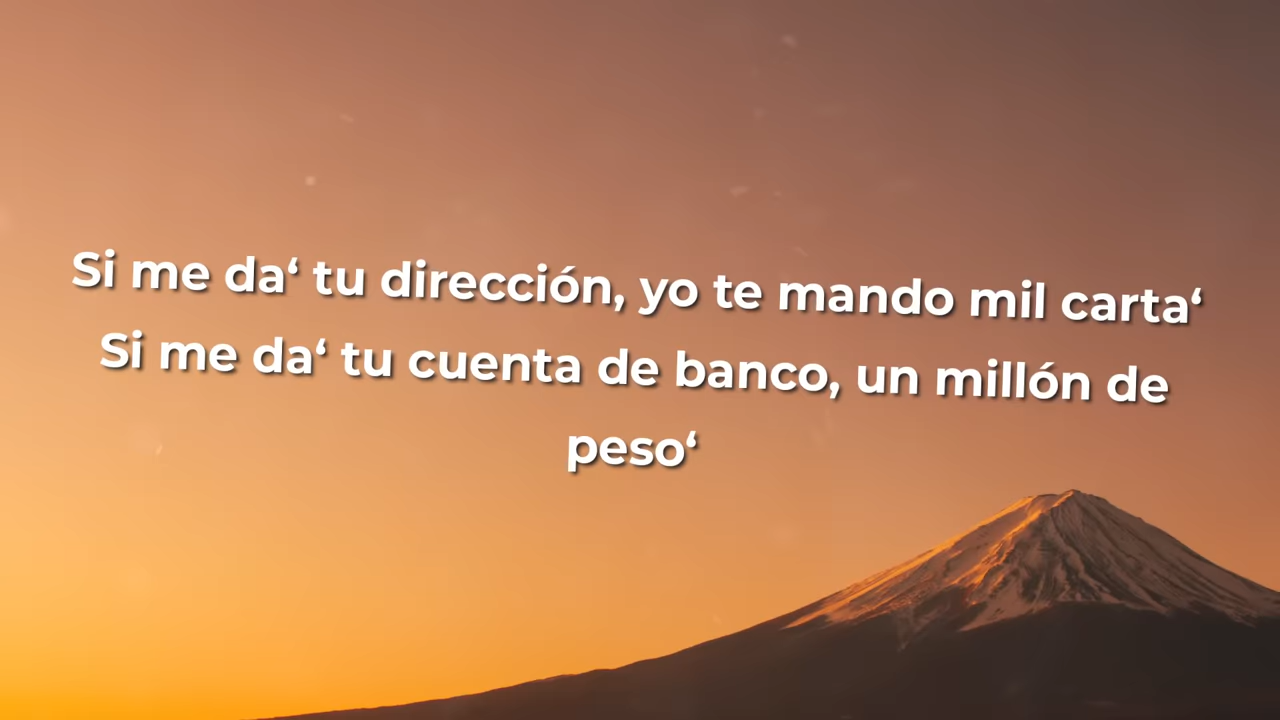 Si me da‘ tu dirección, yo te mando mil carta‘
Si me da‘ tu cuenta de banco, un millón de
peso‘